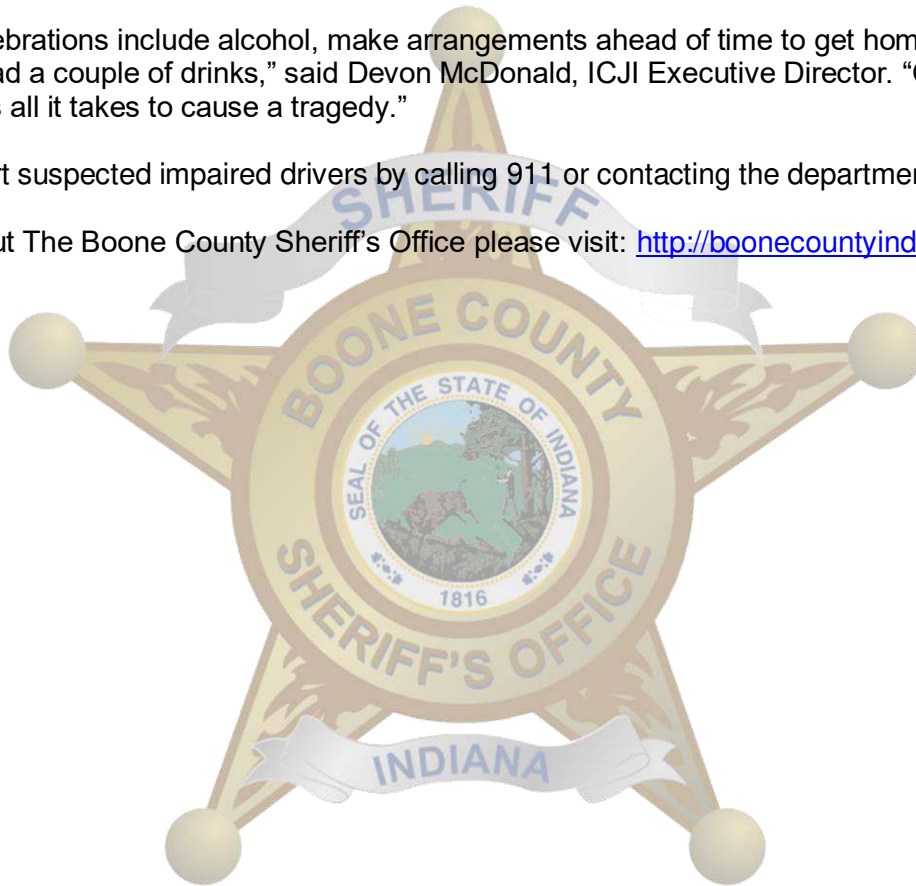 ebrations include alcohol, make arrangements ahead of time to get hom
ad a couple of drinks,” said Devon McDonald, ICJI Executive Director. “
s all it takes to cause a tragedy.”
rt suspected impaired drivers by calling 911 or contacting the departmen
ut The Boone County Sheriff’s Office please visit: http://boonecountyind
SHERIFF
BOONE COUNTY
SEAL OF THE STATE OF INDIANA
1816
SHERIFF'S OFFICE
INDIANA